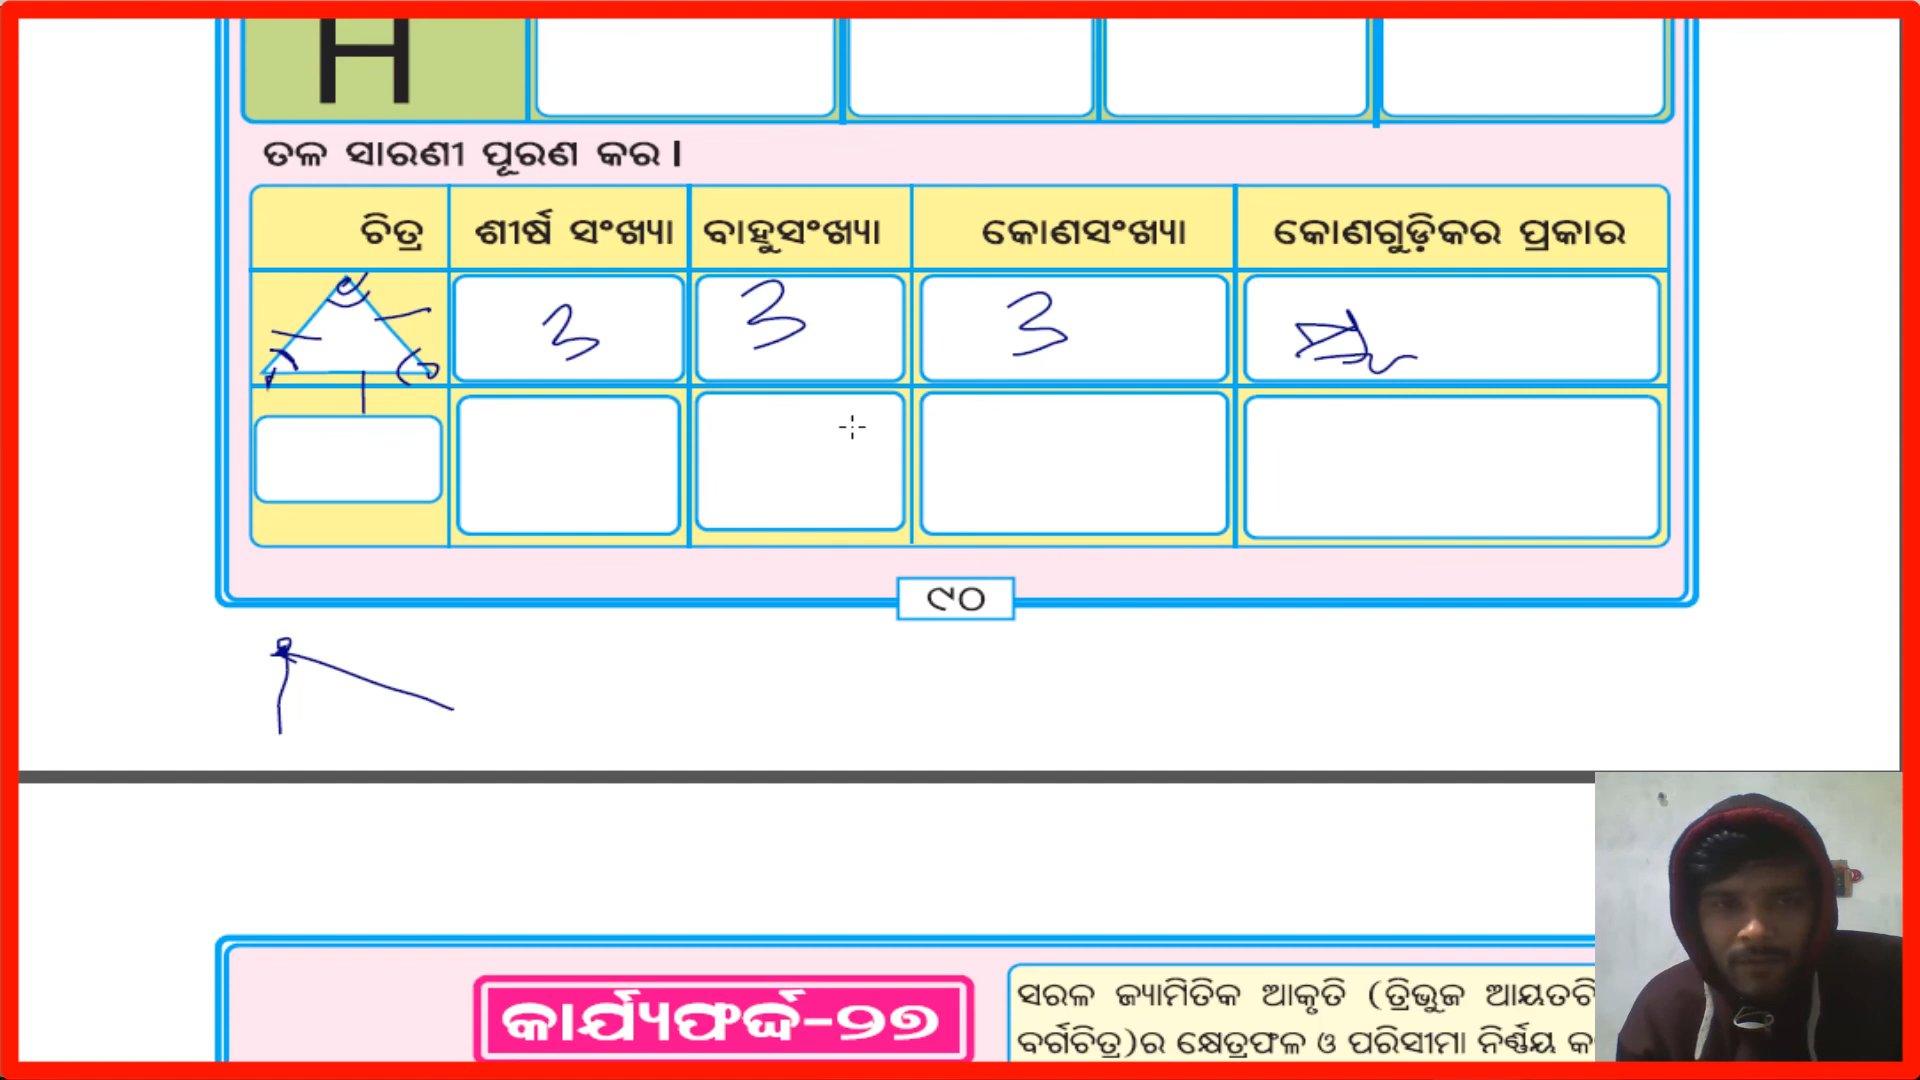 H
ତଳ ସାରଣୀ ପୂରଣ କର ।
ଚିତ୍ର ଶୀର୍ଷ ସଂଖ୍ୟା ବାହୁସଂଖ୍ୟା କୋଣସଂଖ୍ୟା କୋଣଗୁଡ଼ିକର ପ୍ରକାର
3 3 3
୯୦
କାର୍ଯ୍ୟଫର୍ଦ୍ଦ-୨୭
ସରଳ ଜ୍ୟାମିତିକ ଆକୃତି (ତ୍ରିଭୁଜ ଆୟତଚି
ବର୍ଗଚିତ୍ର)ର କ୍ଷେତ୍ରଫଳ ଓ ପରିସୀମା ନିର୍ଣ୍ଣୟ କ